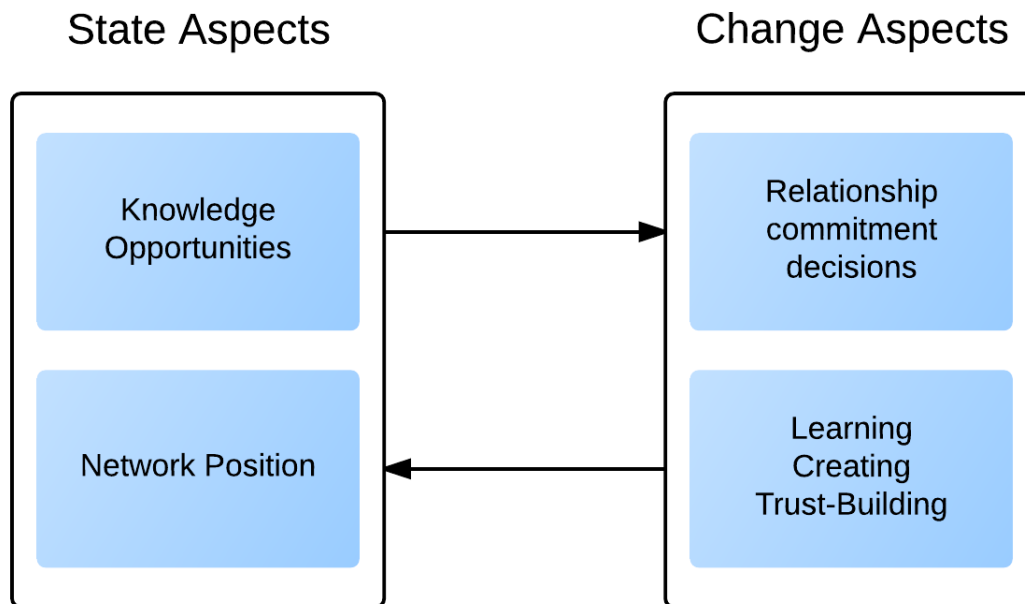 State Aspects
Change Aspects
Knowledge
Opportunities
Relationship
commitment
decisions
Network Position
Learning
Creating
Trust-Building